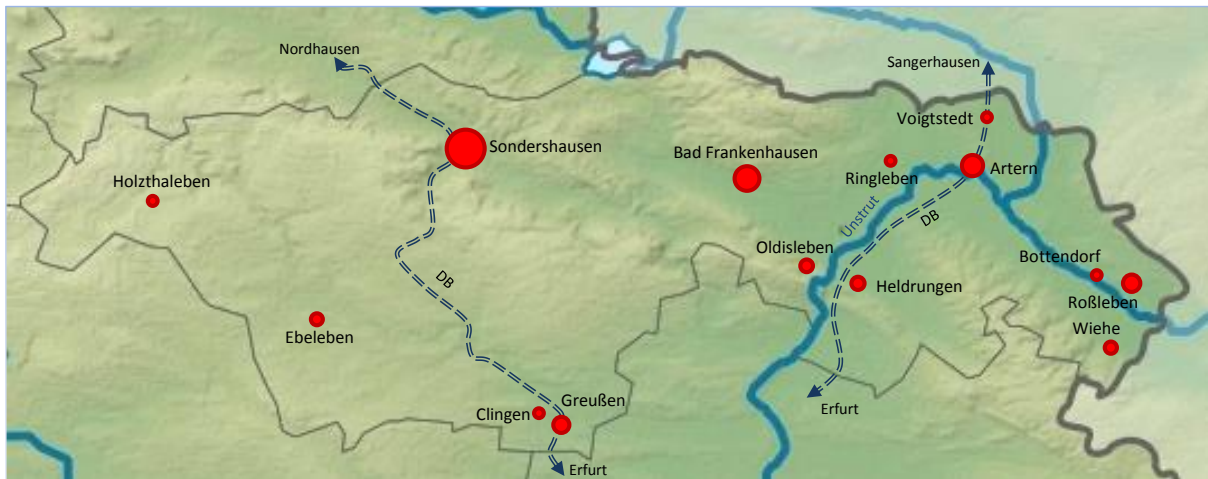 Nordhausen
Sangerhausen
Voigtstedt
Sondershausen
Bad Frankenhausen
Artern
Ringleben
Holzthaleben
Unstrut
DB
Oldisleben
Bottendorf
DB
Heldrungen
Roßleben
Ebeleben
Wiehe
Greußen
Clingen
Erfurt
Erfurt